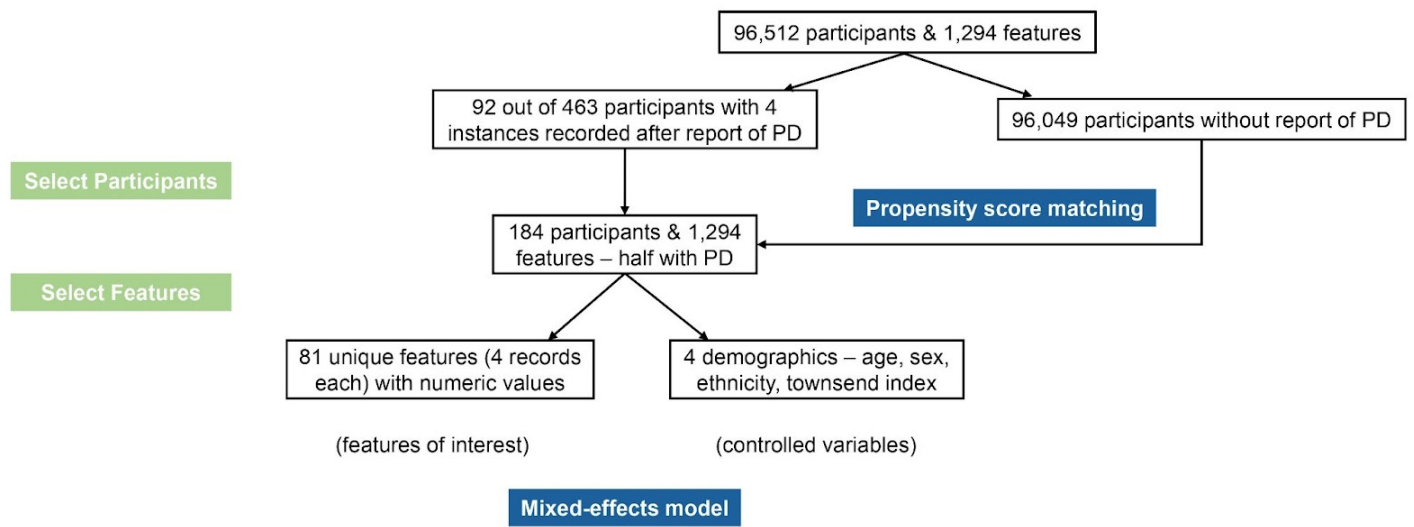 96,512 participants & 1,294 features
92 out of 463 participants with 4
instances recorded after report of PD
96,049 participants without report of PD
Select Participants
Propensity score matching
184 participants & 1,294
features – half with PD
Select Features
81 unique features (4 records
each) with numeric values
4 demographics – age, sex,
ethnicity, townsend index
(features of interest)
(controlled variables)
Mixed-effects model